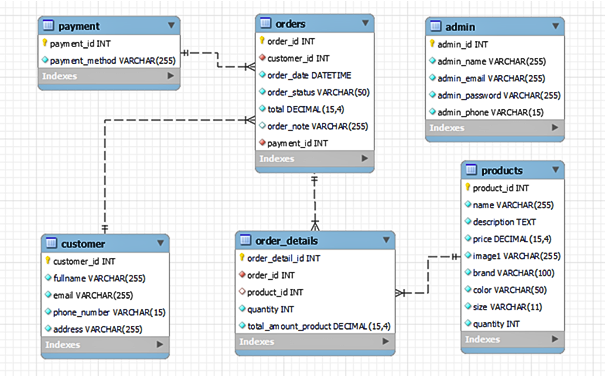 payment
payment_id INT
payment_method VARCHAR(255)
Indexes
orders
order_id INT
customer_id INT
order_date DATETIME
order_status VARCHAR(50)
total DECIMAL(15,4)
order_note VARCHAR(255)
payment_id INT
Indexes
admin
admin_id INT
admin_name VARCHAR(255)
admin_email VARCHAR(255)
admin_password VARCHAR(255)
admin_phone VARCHAR(15)
Indexes
customer
customer_id INT
fullname VARCHAR(255)
email VARCHAR(255)
phone_number VARCHAR(15)
address VARCHAR(255)
Indexes
order_details
order_detail_id INT
order_id INT
product_id INT
quantity INT
total_amount_product DECIMAL(15,4)
Indexes
products
product_id INT
name VARCHAR(255)
description TEXT
price DECIMAL(15,4)
image1 VARCHAR(255)
brand VARCHAR(100)
color VARCHAR(50)
size VARCHAR(11)
quantity INT
Indexes